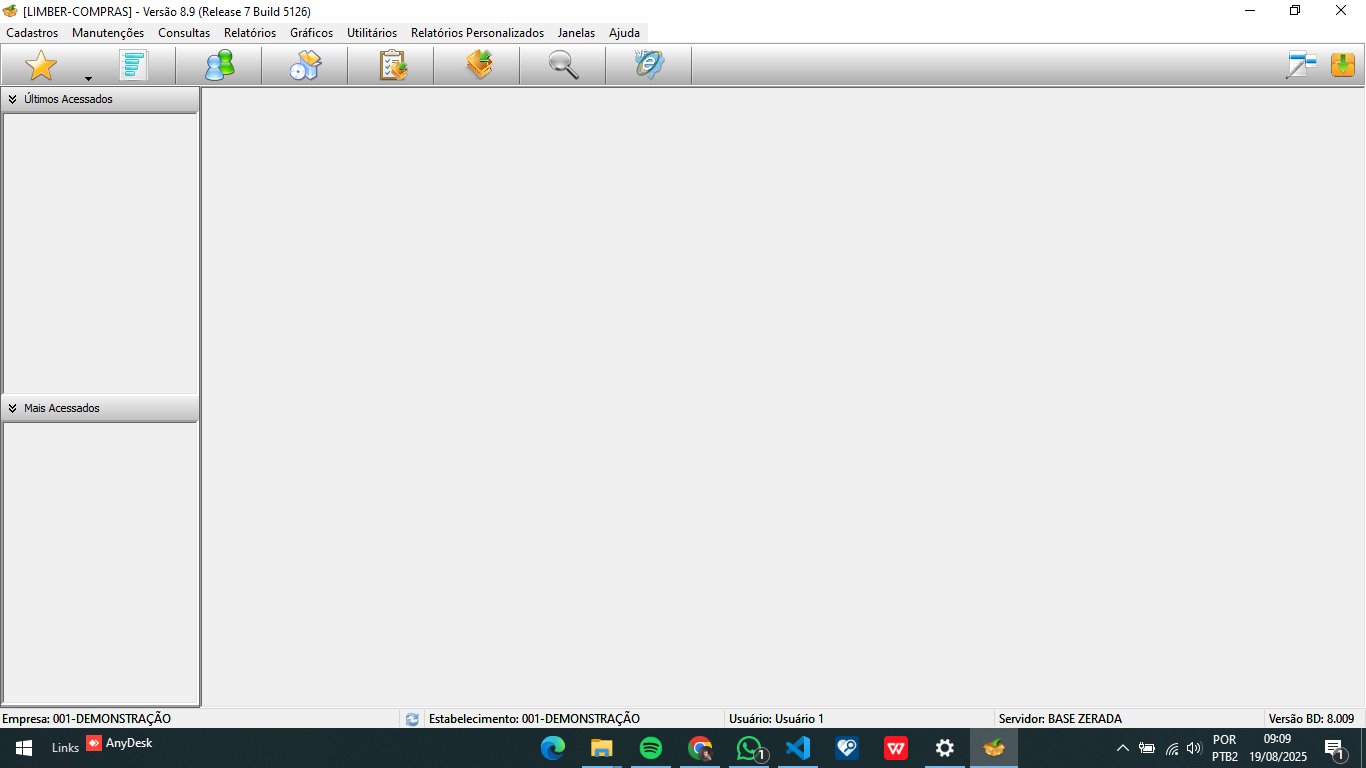 [LIMBER-COMPRAS] - Versão 8.9 (Release 7 Build 5126)
Cadastros Manutenções Consultas Relatórios Gráficos Utilitários Relatórios Personalizados Janelas Ajuda
Últimos Acessados
Mais Acessados
Empresa: 001-DEMONSTRAÇÃO Estabelecimento: 001-DEMONSTRAÇÃO Usuário: Usuário 1 Servidor: BASE ZERADA Versão BD: 8.009
Links AnyDesk 1 POR 09:09 1
PTB2 19/08/2025